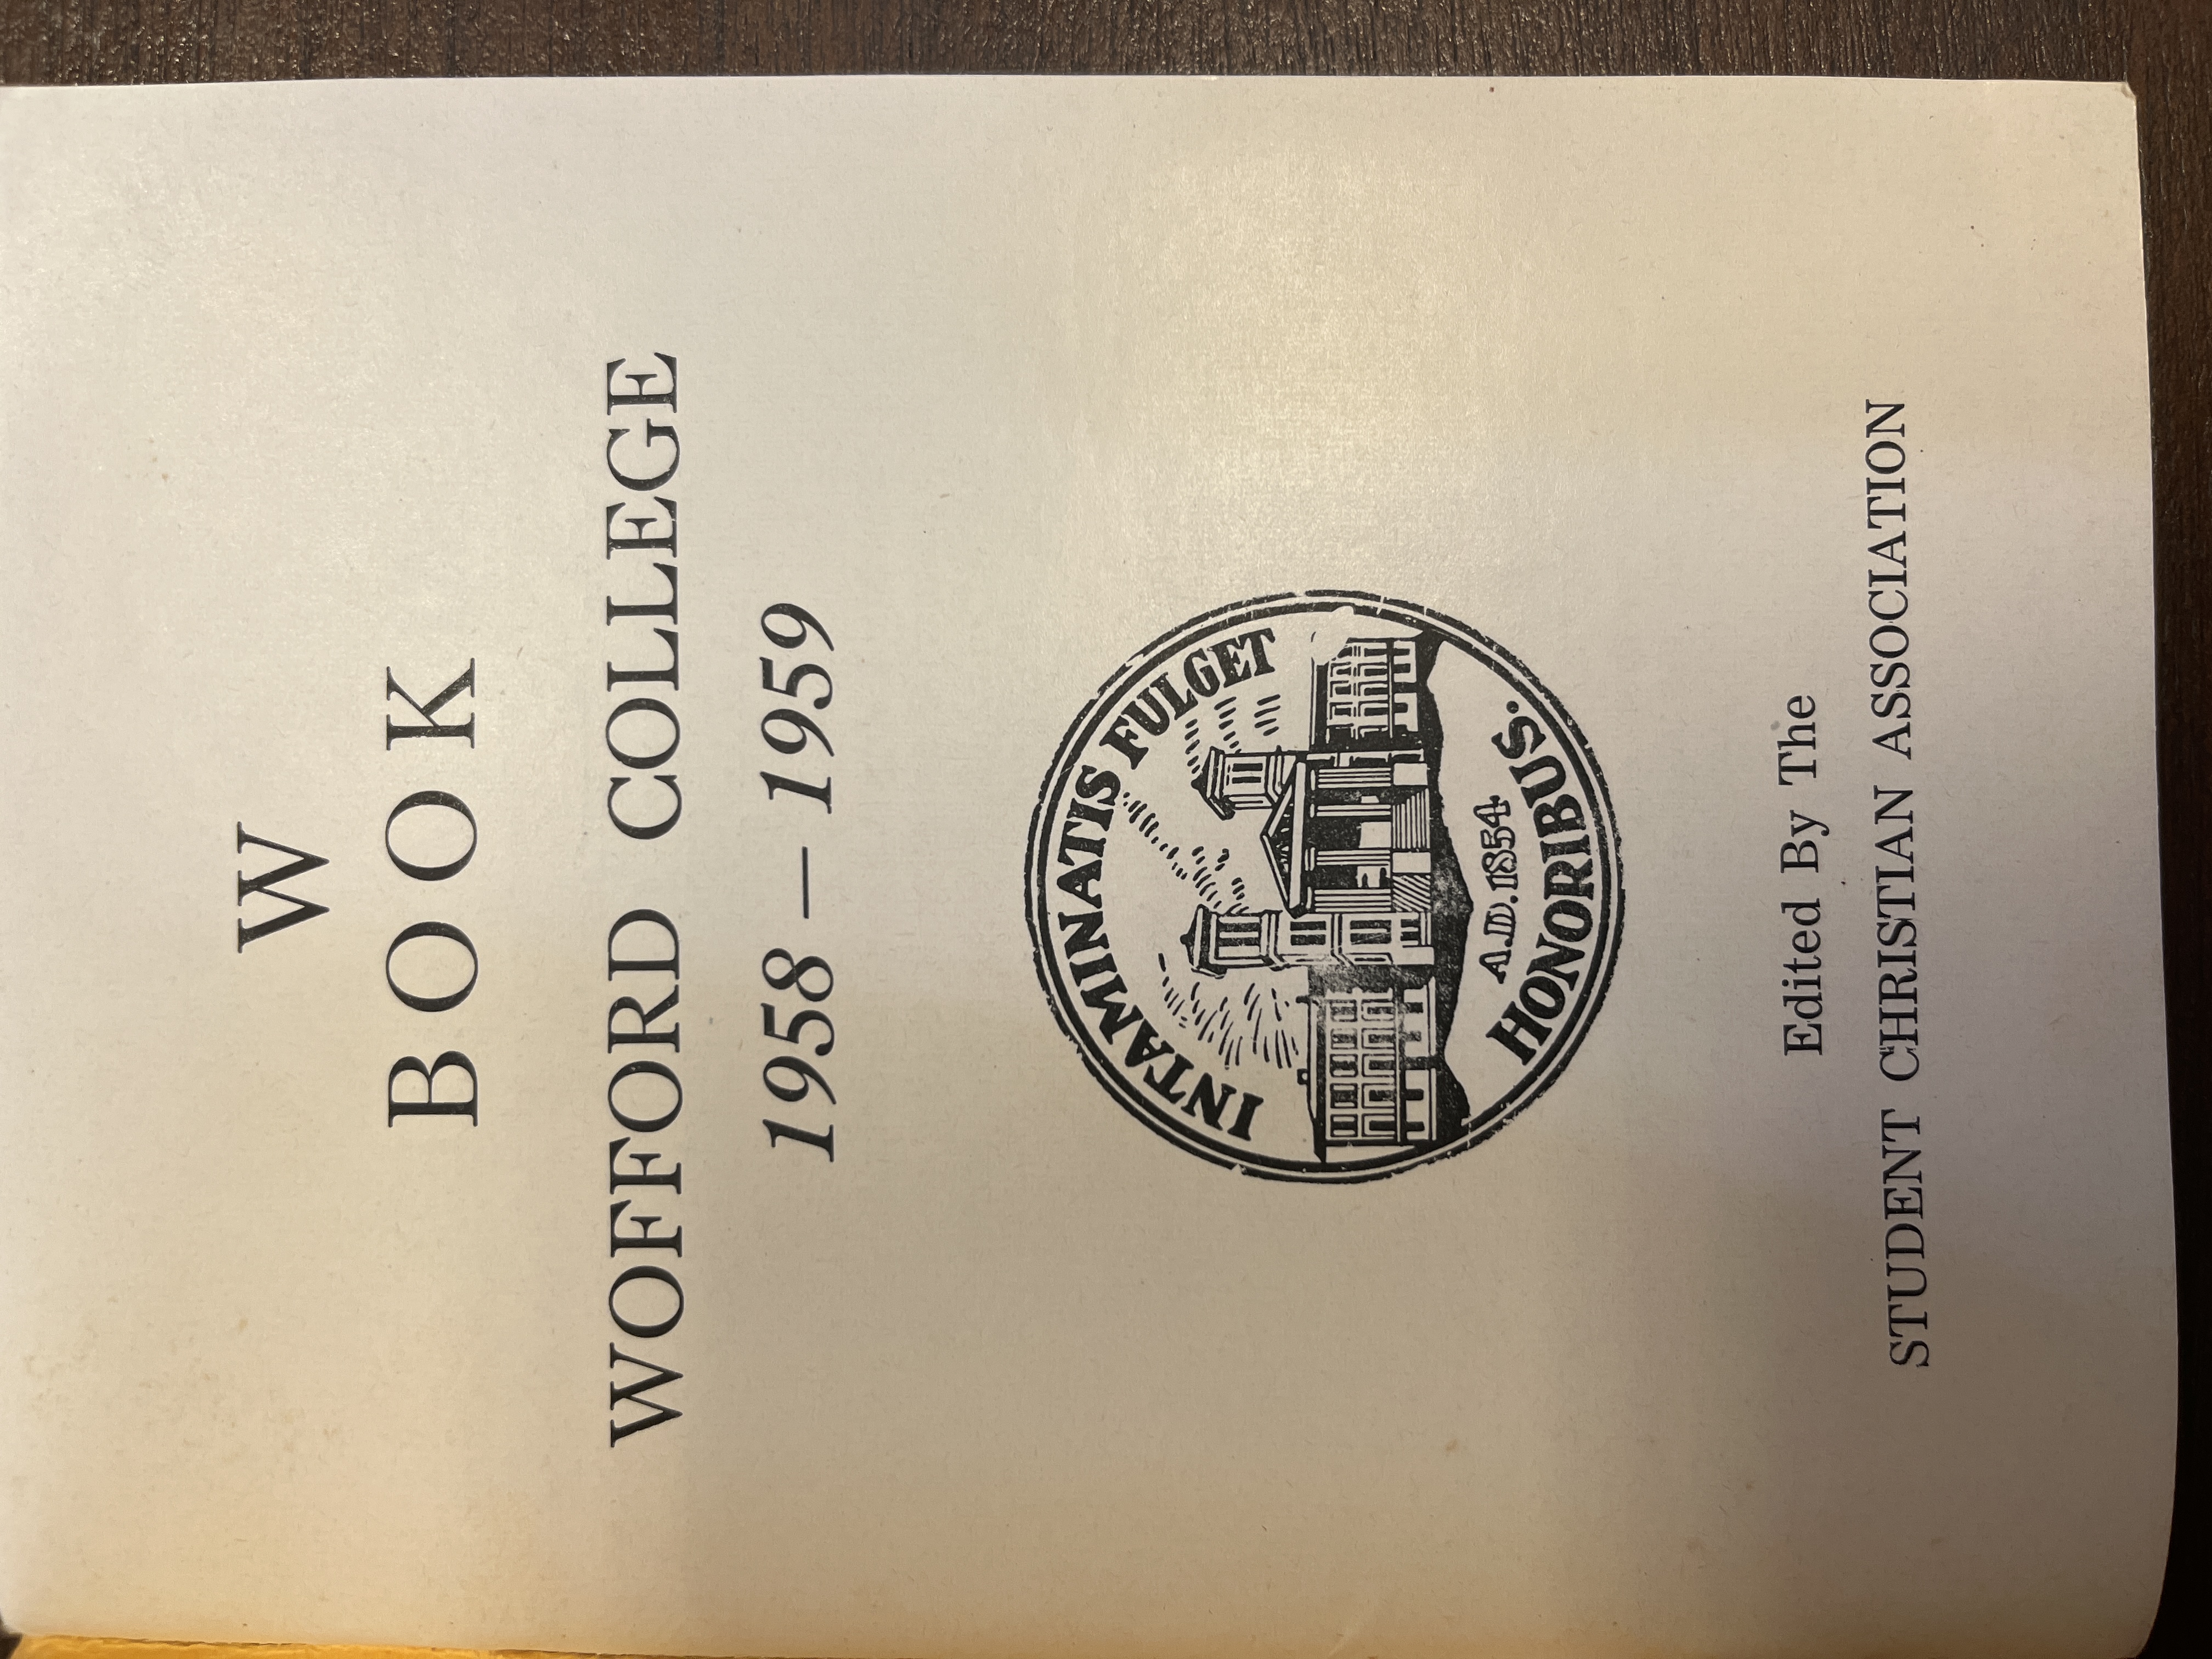 W
BOOK
WOFFORD COLLEGE
1958 — 1959
INTAMINATIS FULGET
HONORIBUS.
A.D. 1854
Edited By The
STUDENT CHRISTIAN ASSOCIATION